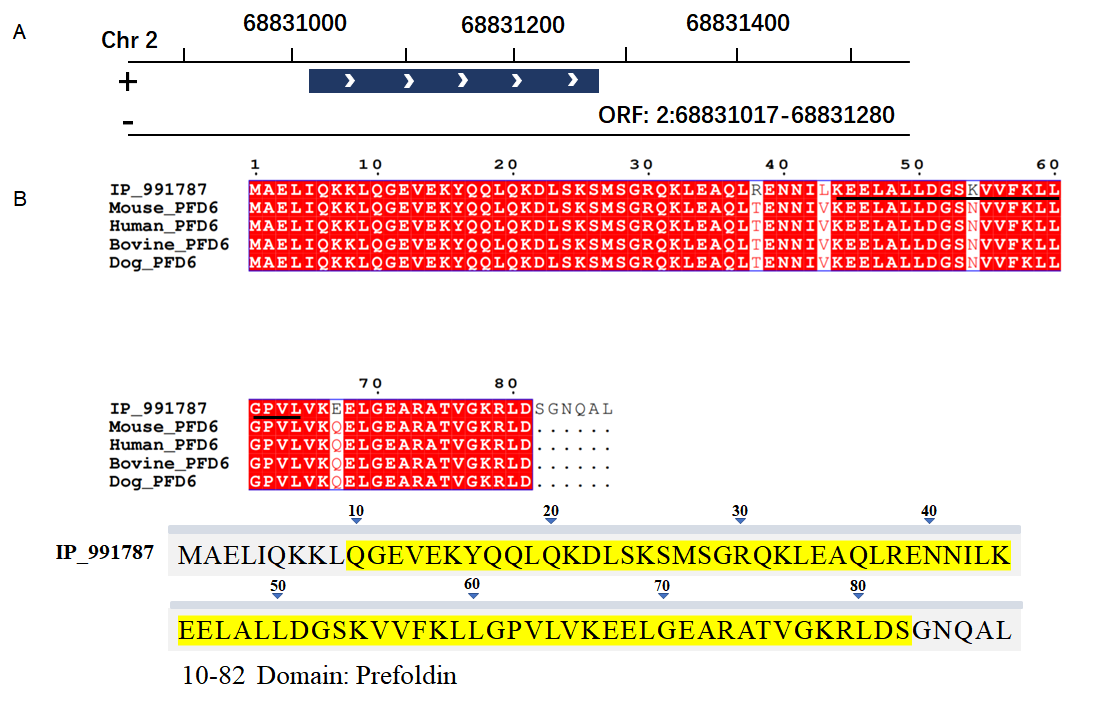 A
68831000 68831200 68831400
Chr 2
+
ORF: 2:68831017-68831280
-
B
1 10 20 30 40 50 60
IP_991787 MAELIQKKLQGEVEKYQQLQKDLSKSMSGRQKLEAQLRENNILKEELALLDGSKVVFKLL
Mouse_PFD6 MAELIQKKLQGEVEKYQQLQKDLSKSMSGRQKLEAQLTENNIVKEELALLDGSNVVFKLL
Human_PFD6 MAELIQKKLQGEVEKYQQLQKDLSKSMSGRQKLEAQLTENNIVKEELALLDGSNVVFKLL
Bovine_PFD6 MAELIQKKLQGEVEKYQQLQKDLSKSMSGRQKLEAQLTENNIVKEELALLDGSNVVFKLL
Dog_PFD6 MAELIQKKLQGEVEKYQQLQKDLSKSMSGRQKLEAQLTENNIVKEELALLDGSNVVFKLL
70 80
IP_991787 GPVLVKEELGEARATVGKRLDSGNQAL
Mouse_PFD6 GPVLVKQELGEARATVGKRLD......
Human_PFD6 GPVLVKQELGEARATVGKRLD......
Bovine_PFD6 GPVLVKQELGEARATVGKRLD......
Dog_PFD6 GPVLVKQELGEARATVGKRLD......
10 20 30 40
IP_991787 MAELIQKKLQGEVEKYQQLQKDLSKSMSGRQKLEAQLRENNILK
50 60 70 80
EELALLDGSKVVFKLLGPVLVKEELGEARATVGKRLDSGNQAL
10-82 Domain: Prefoldin